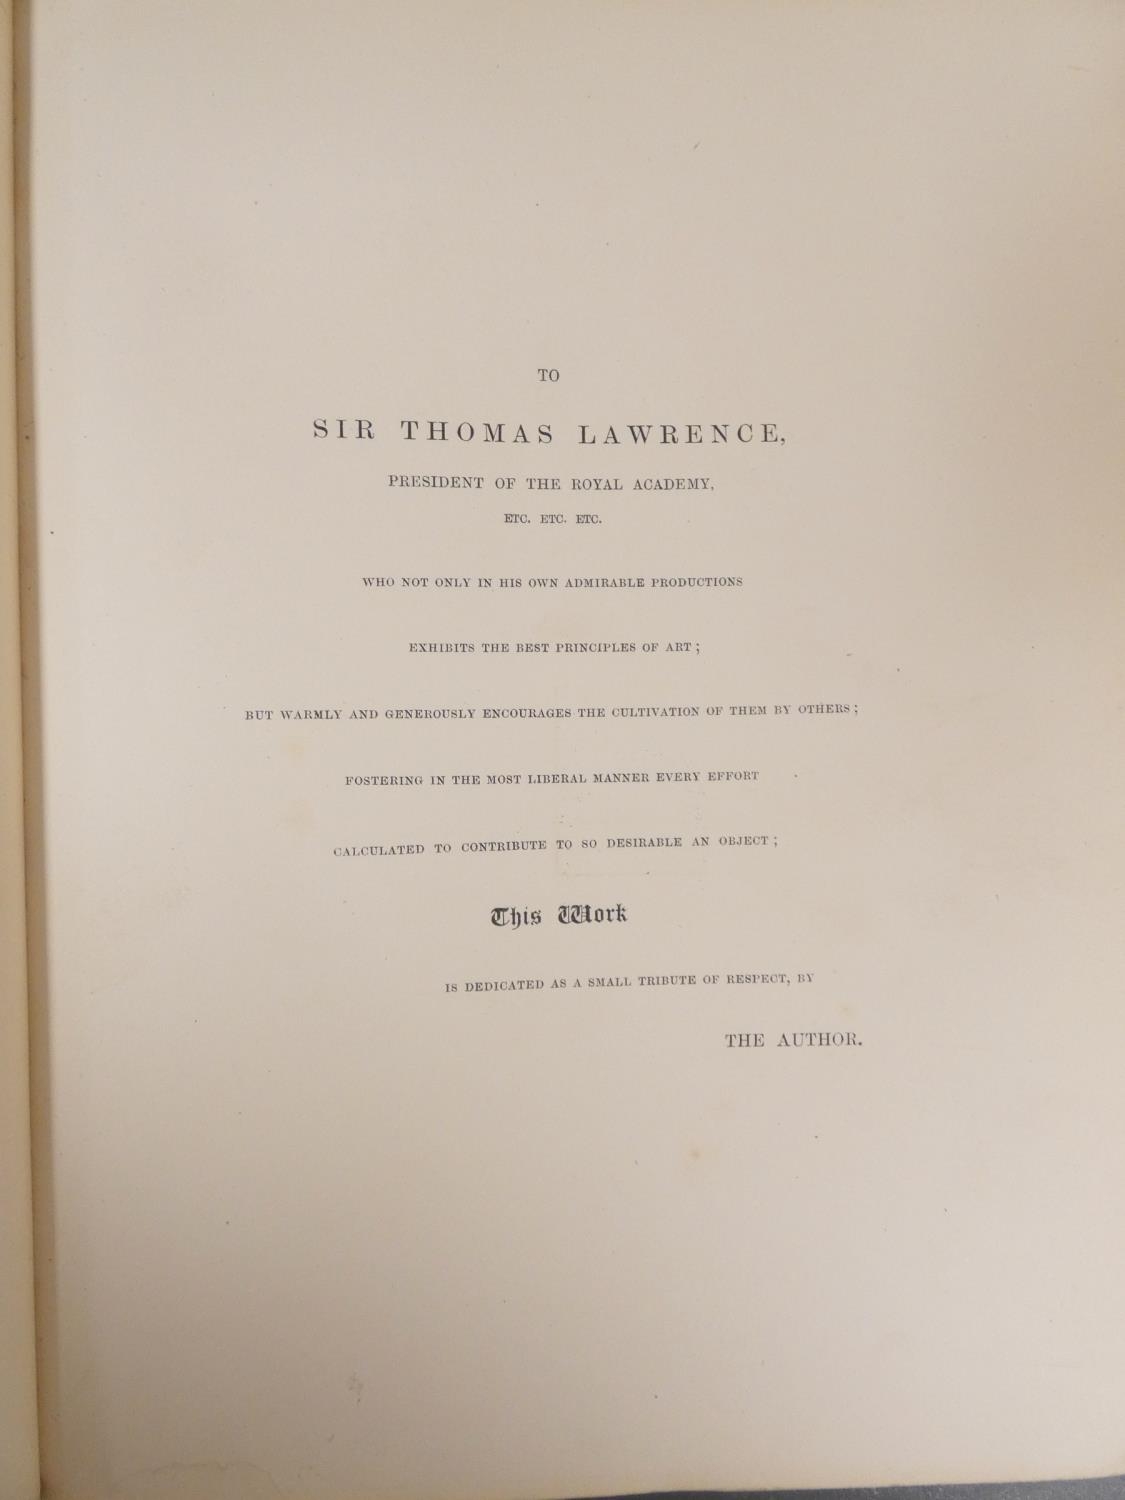 TO
SIR THOMAS LAWRENCE,
PRESIDENT OF THE ROYAL ACADEMY,
ETC. ETC. ETC.
WHO NOT ONLY IN HIS OWN ADMIRABLE PRODUCTIONS
EXHIBITS THE BEST PRINCIPLES OF ART;
BUT WARMLY AND GENEROUSLY ENCOURAGES THE CULTIVATION OF THEM BY OTHERS;
FOSTERING IN THE MOST LIBERAL MANNER EVERY EFFORT
CALCULATED TO CONTRIBUTE TO SO DESIRABLE AN OBJECT;
This Work
IS DEDICATED AS A SMALL TRIBUTE OF RESPECT, BY
THE AUTHOR.